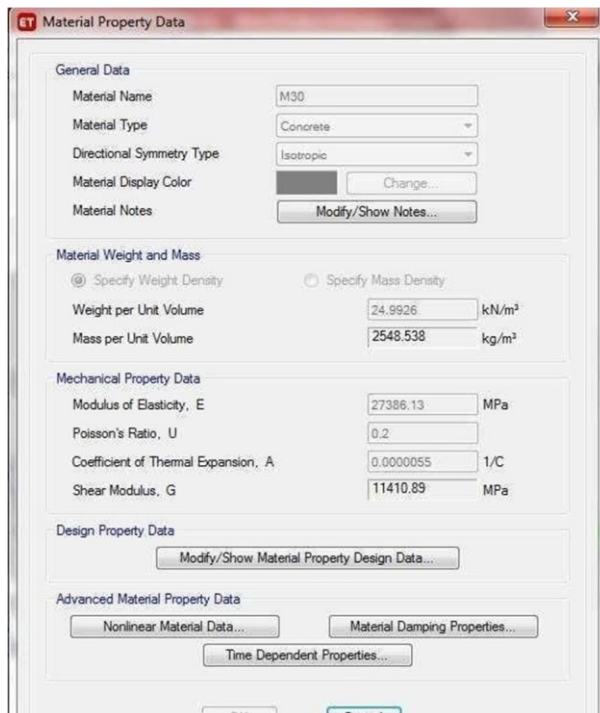 ET Material Property Data
General Data
Material Name M30
Material Type Concrete
Directional Symmetry Type Isotropic
Material Display Color Change...
Material Notes Modify/Show Notes...
Material Weight and Mass
Specify Weight Density Specify Mass Density
Weight per Unit Volume 24.9926 kN/m³
Mass per Unit Volume 2548.538 kg/m³
Mechanical Property Data
Modulus of Elasticity, E 27386.13 MPa
Poisson's Ratio, U 0.2
Coefficient of Thermal Expansion, A 0.0000055 1/C
Shear Modulus, G 11410.89 MPa
Design Property Data
Modify/Show Material Property Design Data...
Advanced Material Property Data
Nonlinear Material Data... Material Damping Properties...
Time Dependent Properties...